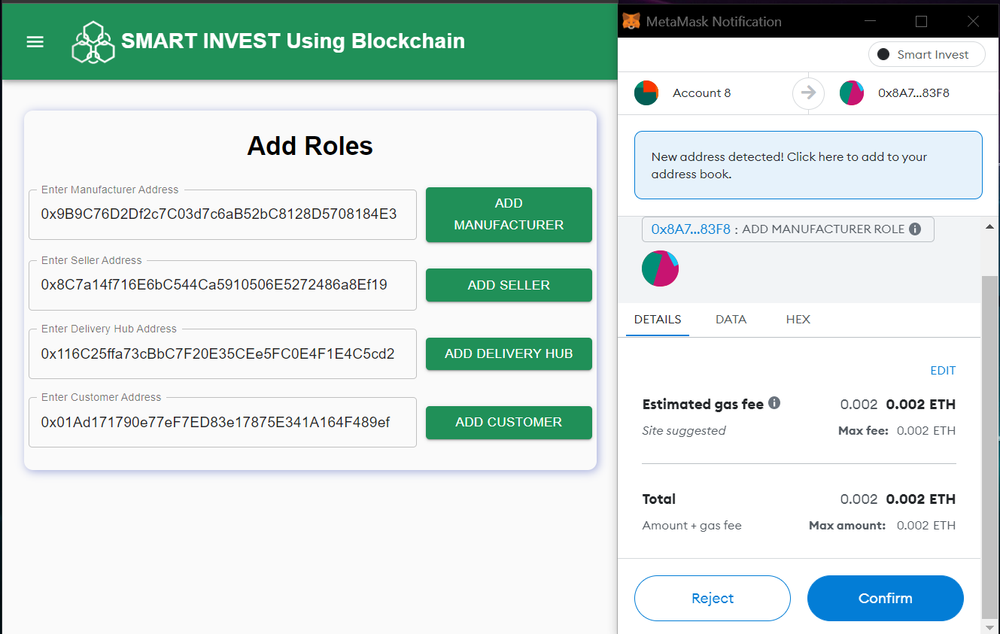 SMART INVEST Using Blockchain
Add Roles
Enter Manufacturer Address
0x9B9C76D2Df2c7C03d7c6aB52bC8128D5708184E3
ADD
MANUFACTURER
Enter Seller Address
0x8C7a14f716E6bC544Ca5910506E5272486a8Ef19
ADD SELLER
Enter Delivery Hub Address
0x116C25ffa73cBbC7F20E35CEe5FC0E4F1E4C5cd2
ADD DELIVERY HUB
Enter Customer Address
0x01Ad171790e77eF7ED83e17875E341A164F489ef
ADD CUSTOMER
MetaMask Notification
Smart Invest
Account 8
0x8A7...83F8
New address detected! Click here to add to your
address book.
0x8A7...83F8 : ADD MANUFACTURER ROLE
DETAILS DATA HEX
EDIT
Estimated gas fee 0.002 0.002 ETH
Site suggested Max fee: 0.002 ETH
Total 0.002 0.002 ETH
Amount + gas fee Max amount: 0.002 ETH
Reject Confirm